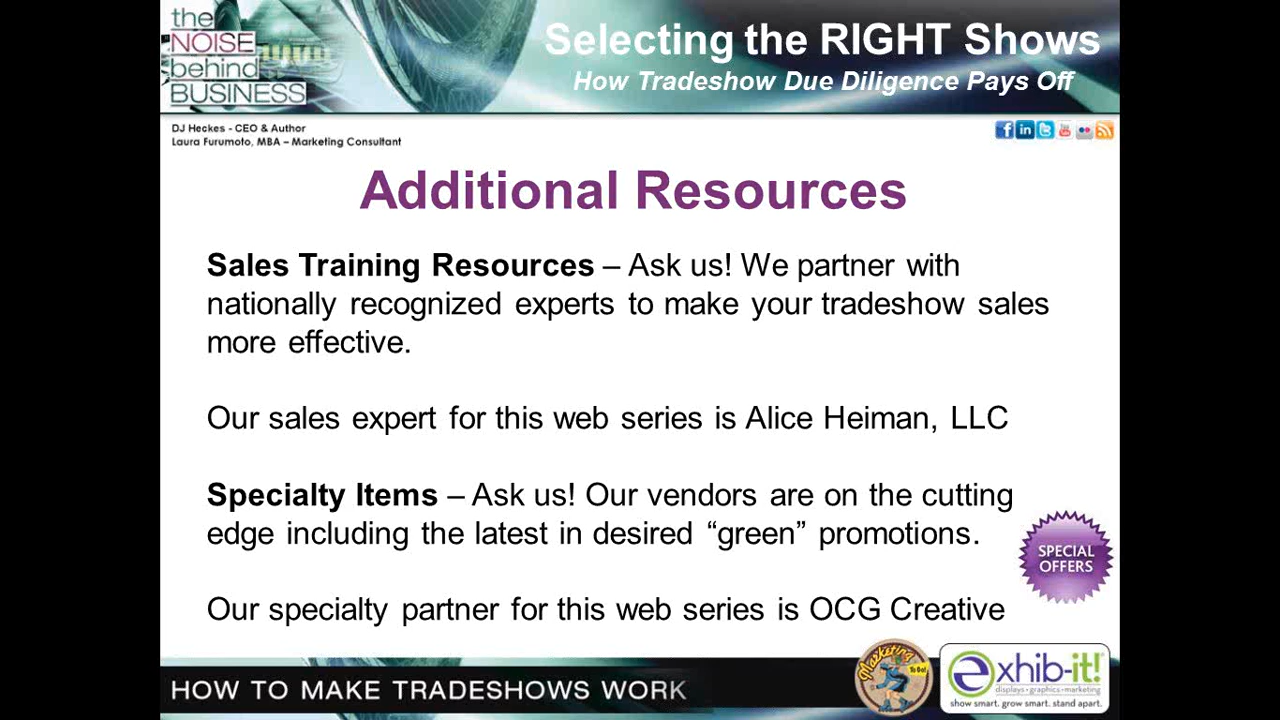 the
NOISE
behind
BUSINESS
Selecting the RIGHT Shows
How Tradeshow Due Diligence Pays Off
DJ Heckes - CEO & Author
Laura Furumoto, MBA – Marketing Consultant
Additional Resources
Sales Training Resources – Ask us! We partner with
nationally recognized experts to make your tradeshow sales
more effective.
Our sales expert for this web series is Alice Heiman, LLC
Specialty Items – Ask us! Our vendors are on the cutting
edge including the latest in desired “green” promotions.
SPECIAL
OFFERS
Our specialty partner for this web series is OCG Creative
HOW TO MAKE TRADESHOWS WORK
Marketing
To Go!
exhib-it!
displays • graphics • marketing
show smart. grow smart. stand apart.